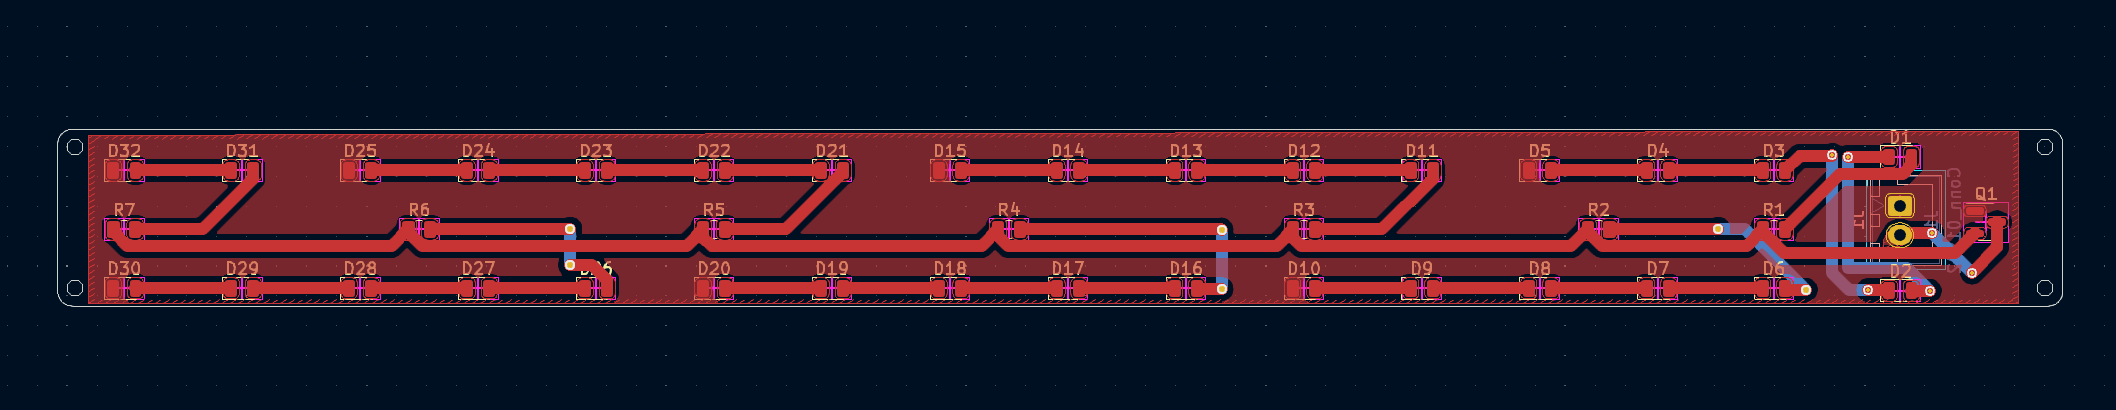 D1
D32 D31 D25 D24 D23 D22 D21 D15 D14 D13 D12 D11 D5 D4 D3
Q1
R7 R6 R5 R4 R3 R2 R1
J1
D30 D29 D28 D27 D26 D20 D19 D18 D17 D16 D10 D9 D8 D7 D6 D2